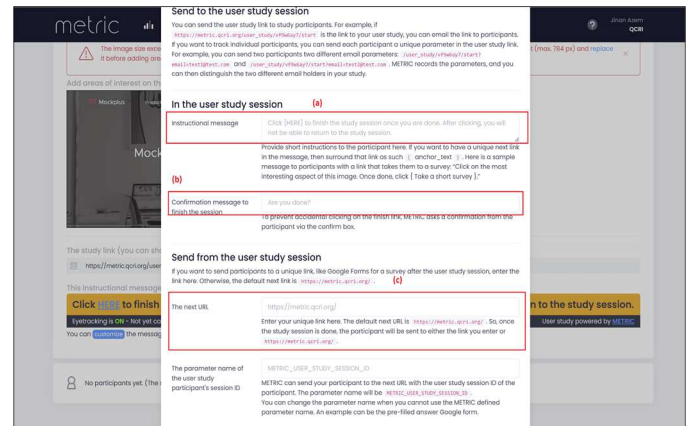 metric
Jinan Azem
QCRI
Send to the user study session
You can send the user study link to study participants. For example, if
https://metric.qcri.org/user_study/vF9w6ay7/start is the link to your user study, you can email the link to participants.
If you want to track individual participants, you can send each participant a unique parameter in the user study link.
For example, you can send two participants two different email parameters: /user_study/vF9w6ay7/start?
email=test1@test.com and /user_study/vF9w6ay7/start?email=test2@test.com . METRIC records the parameters, and you
can then distinguish the two different email holders in your study.
The image size exce
t (max. 784 px) and replace
it before adding area
Add areas of interest on th
Mockplus
Mock
In the user study session
(a)
Instructional message
Click {HERE} to finish the study session once you are done. After clicking, you will
not be able to return to the study session.
Provide short instructions to the participant here. If you want to have a unique next link
in the message, then surround that link as such { anchor_text } . Here is a sample
message to participants with a link that takes them to a survey: “Click on the most
interesting aspect of this image. Once done, click { Take a short survey }.”
(b)
Confirmation message to
finish the session
Are you done?
To prevent accidental clicking on the finish link, METRIC asks a confirmation from the
participant via the confirm box.
The study link (you can sha
https://metric.qcri.org/user
Send from the user study session
If you want to send participants to a unique link, like Google Forms for a survey after the user study session, enter the
link here. Otherwise, the default next link is https://metric.qcri.org/ .
(c)
This instructional message
Click HERE to finish
n to the study session.
Eyetracking is ON - Not yet ca
User study powered by METRIC
You can customize the messag
The next URL
https://metric.qcri.org/
Enter your unique link here. The default next URL is https://metric.qcri.org/ . So, once
the study session is done, the participant will be sent to either the link you enter or
https://metric.qcri.org/ .
No participants yet. (The
The parameter name of
the user study
participant's session ID
METRIC_USER_STUDY_SESSION_ID
METRIC can send your participant to the next URL with the user study session ID of the
participant. The parameter name will be METRIC_USER_STUDY_SESSION_ID .
You can change the parameter name when you cannot use the METRIC defined
parameter name. An example can be the pre-filled answer Google form.